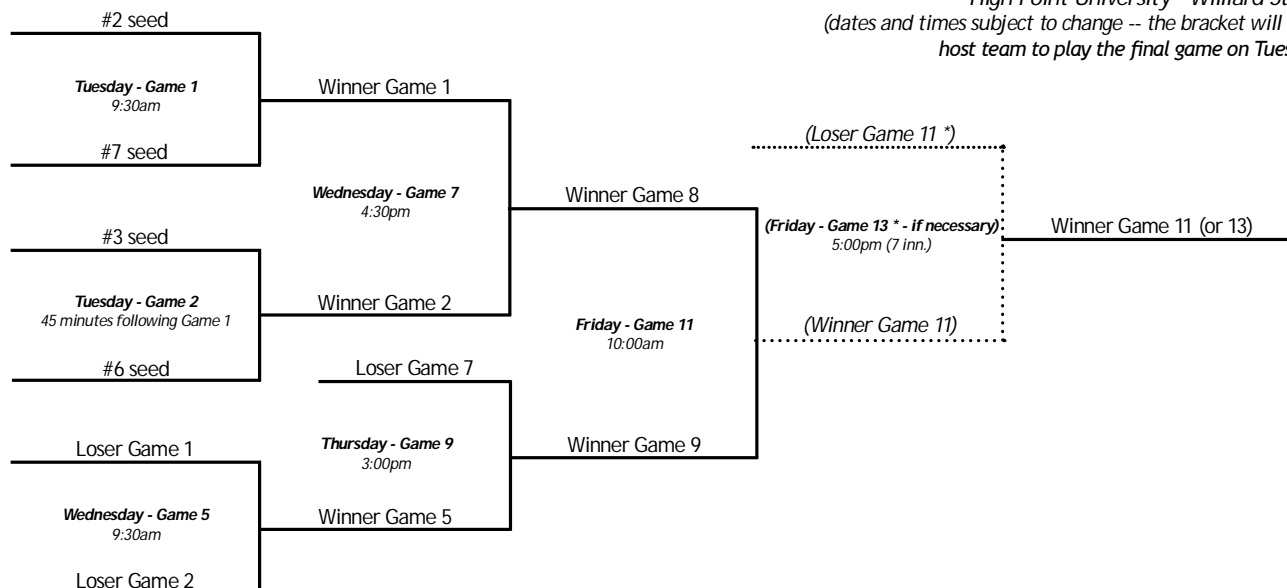 High Point University - Williard
(dates and times subject to change -- the bracket will
host team to play the final game on
#2 seed
Tuesday - Game 1
9:30am
Winner Game 1
#7 seed
(Loser Game 11 *)
Wednesday - Game 7
4:30pm
Winner Game 8
#3 seed
(Friday - Game 13 * - if necessary)
5:00pm (7 inn.)
Winner Game 11 (or 13)
Tuesday - Game 2
45 minutes following Game 1
Winner Game 2
Friday - Game 11
10:00am
(Winner Game 11)
#6 seed
Loser Game 7
Loser Game 1
Thursday - Game 9
3:00pm
Winner Game 9
Wednesday - Game 5
9:30am
Winner Game 5
Loser Game 2